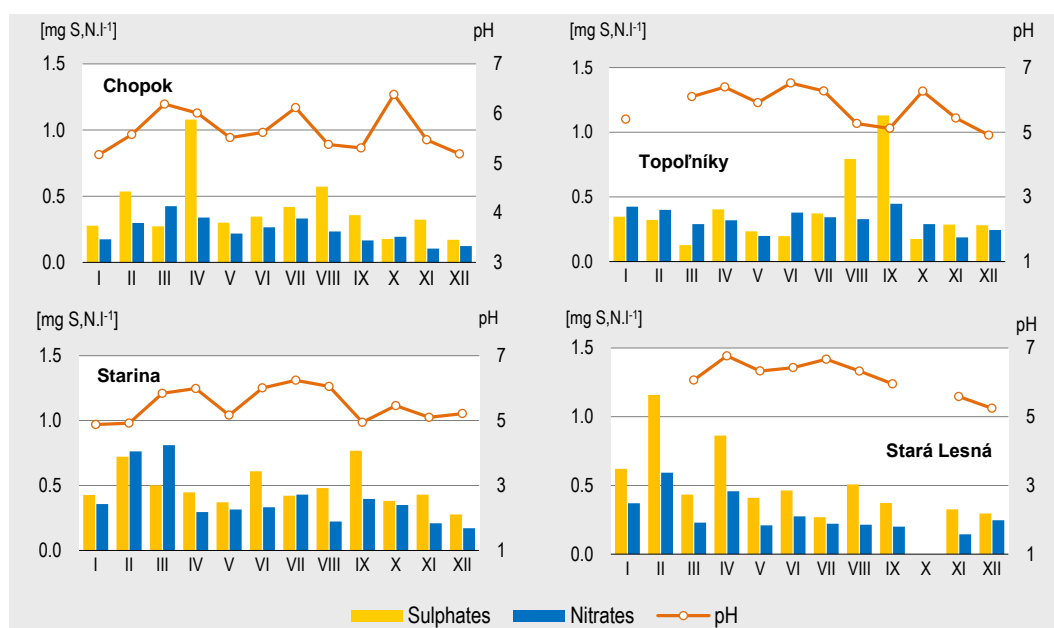 [mg S,N.l-1] pH
1.5 7
Chopok
6
1.0
5
0.5
4
0.0 3
I II III IV V VI VII VIII IX X XI XII
[mg S,N.l-1] pH
1.5 7
1.0 5
Topoľníky
0.5 3
0.0 1
I II III IV V VI VII VIII IX X XI XII
[mg S,N.l-1] pH
1.5 7
Starina
1.0 5
0.5 3
0.0 1
I II III IV V VI VII VIII IX X XI XII
[mg S,N.l-1] pH
1.5 7
1.0 5
Stará Lesná
0.5 3
0.0 1
I II III IV V VI VII VIII IX X XI XII
Sulphates Nitrates pH